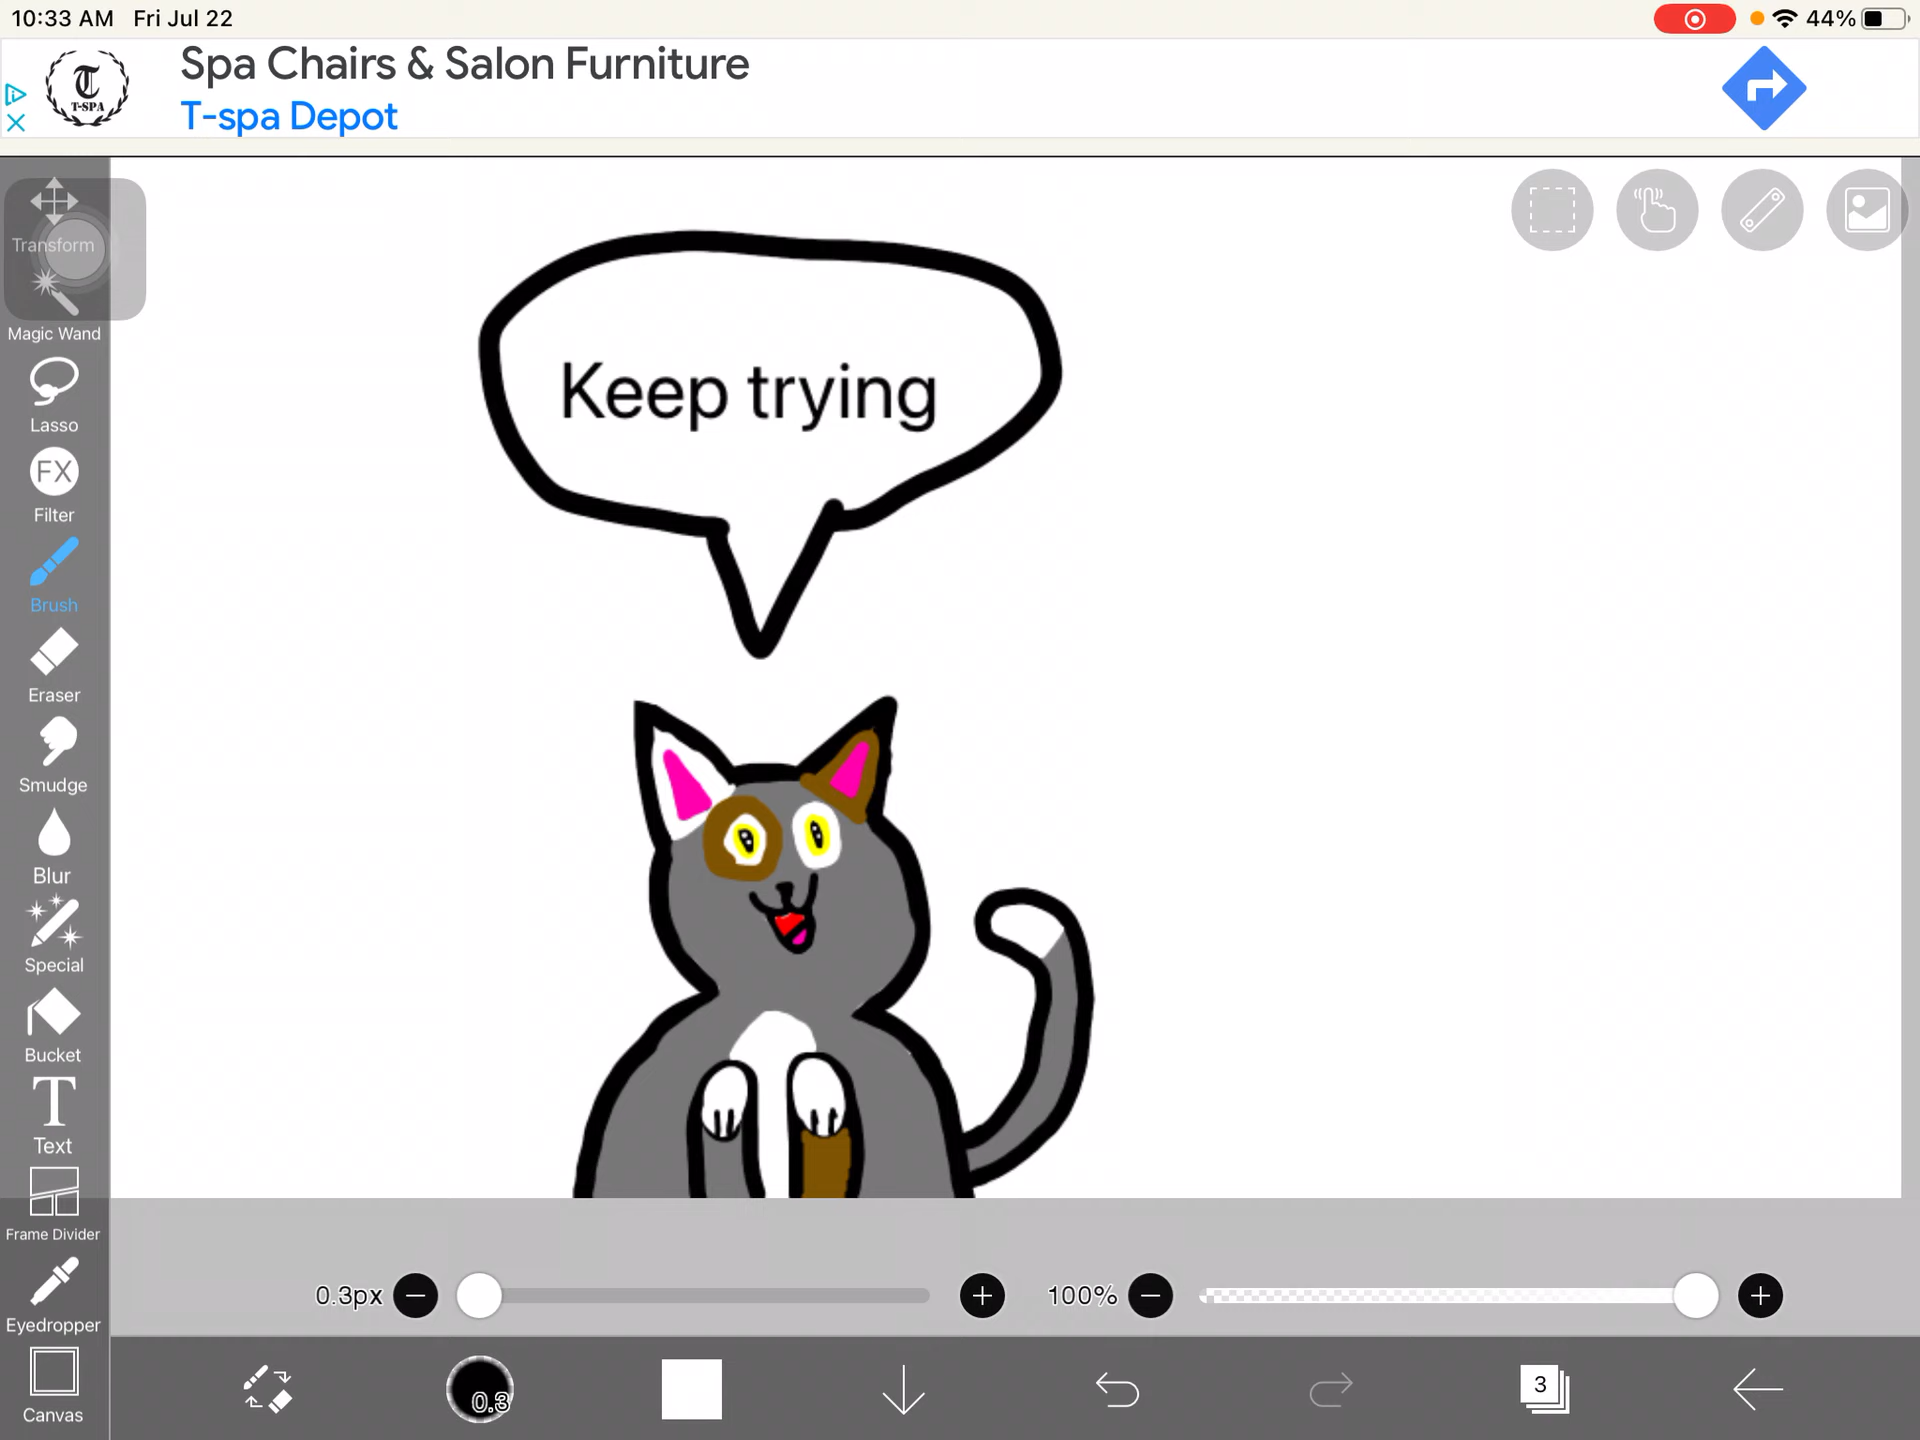 10:33 AM Fri Jul 22
44%
Spa Chairs & Salon Furniture
T
T-SPA
T-spa Depot
Transform
Magic Wand
Lasso
FX
Filter
Brush
Eraser
Smudge
Blur
Special
Bucket
T
Text
Frame Divider
Eyedropper
Canvas
Keep trying
0.3px
100%
0.3
3